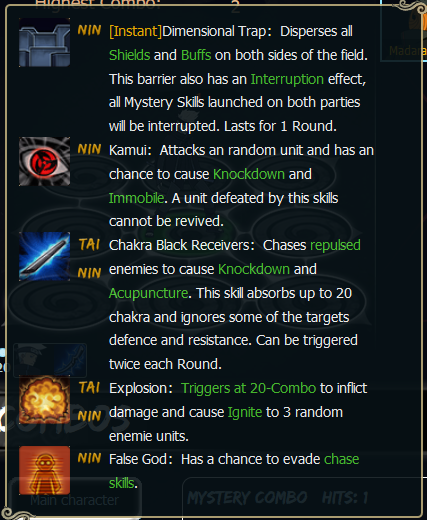 Highest Combo: 2
NIN [Instant]Dimensional Trap: Disperses all
Shields and Buffs on both sides of the field.
This barrier also has an Interruption effect,
all Mystery Skills launched on both parties
will be interrupted. Lasts for 1 Round.
NIN Kamui: Attacks an random unit and has an
chance to cause Knockdown and
Immobile. A unit defeated by this skills
cannot be revived.
TAI Chakra Black Receivers: Chases repulsed
NIN enemies to cause Knockdown and
Acupuncture. This skill absorbs up to 20
chakra and ignores some of the targets
defence and resistance. Can be triggered
twice each Round.
TAI Explosion: Triggers at 20-Combo to inflict
NIN damage and cause Ignite to 3 random
enemie units.
NIN False God: Has a chance to evade chase
skills.
Main character
MYSTERY COMBO HITS: 1
Madara